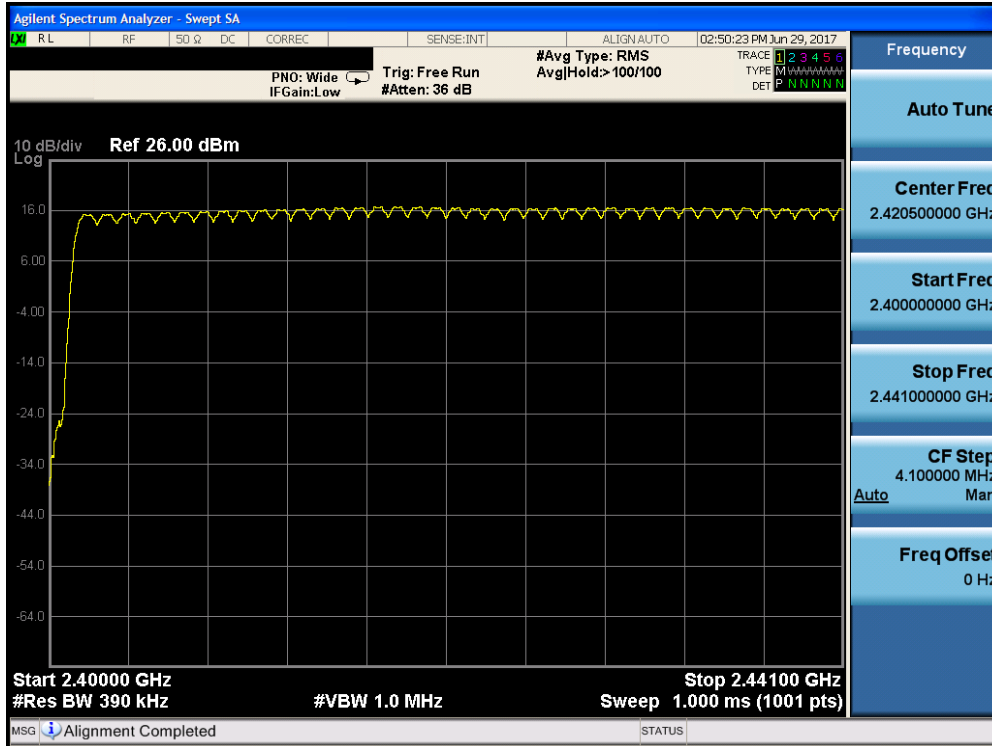 Agilent Spectrum Analyzer - Swept SA
LXI RL RF 50 Ω DC CORREC SENSE:INT ALIGN AUTO 02:50:23 PM Jun 29, 2017
#Avg Type: RMS TRACE 1 2 3 4 5 6
PNO: Wide Trig: Free Run Avg|Hold:>100/100 TYPE M WWWWW
IFGain:Low #Atten: 36 dB DET P N N N N N
10 dB/div Ref 26.00 dBm
Log
16.0
6.00
-4.00
-14.0
-24.0
-34.0
-44.0
-54.0
-64.0
Start 2.40000 GHz Stop 2.44100 GHz
#Res BW 390 kHz #VBW 1.0 MHz Sweep 1.000 ms (1001 pts)
MSG Alignment Completed STATUS
Frequency
Auto Tune
Center Freq
2.420500000 GHz
Start Freq
2.400000000 GHz
Stop Freq
2.441000000 GHz
CF Step
4.100000 MHz
Auto Man
Freq Offset
0 Hz